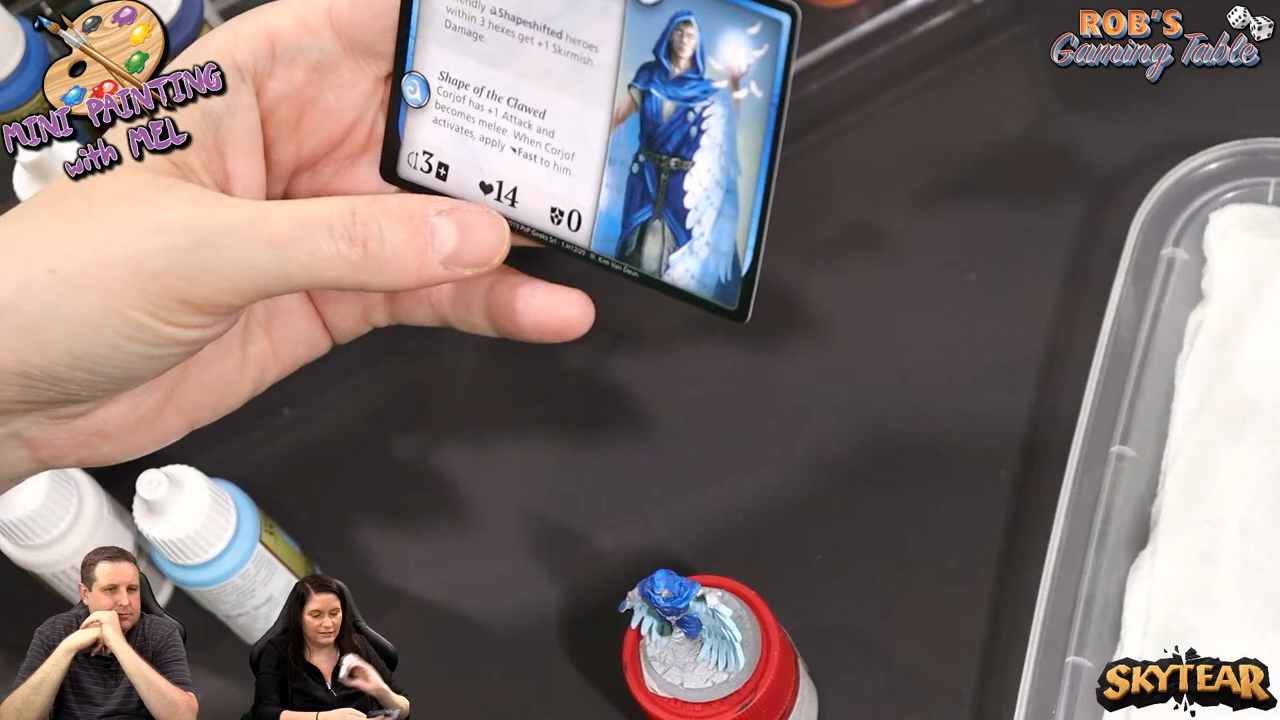 MINI PAINTING
with MEL
ROB'S
Gaming Table
Shapeshifted heroes
within 3 hexes get +1 Skirmish
Damage.
Shape of the Clawed
Corjof has +1 Attack and
becomes melee. When Corjof
activates, apply Fast to him.
3
14
0
SKYTEAR